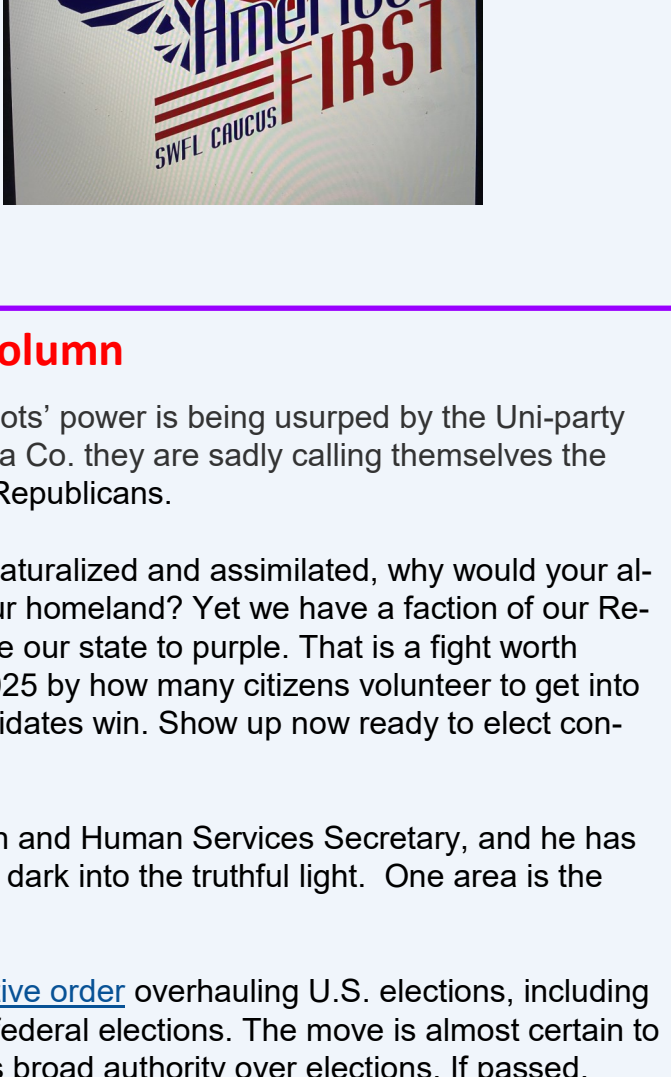 America
FIRST
SWFL CAUCUS
olumn
ots’ power is being usurped by the Uni-party
a Co. they are sadly calling themselves the
Republicans.
aturalized and assimilated, why would your al-
ur homeland? Yet we have a faction of our Re-
e our state to purple. That is a fight worth
025 by how many citizens volunteer to get into
idates win. Show up now ready to elect con-
n and Human Services Secretary, and he has
dark into the truthful light.  One area is the
ive order overhauling U.S. elections, including
federal elections. The move is almost certain to
s broad authority over elections. If passed,